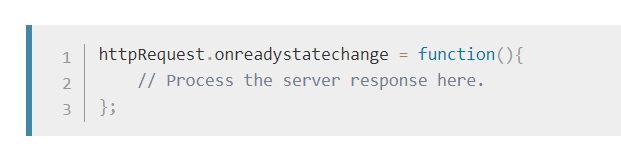 1 httpRequest.onreadystatechange = function(){
2     // Process the server response here.
3 };